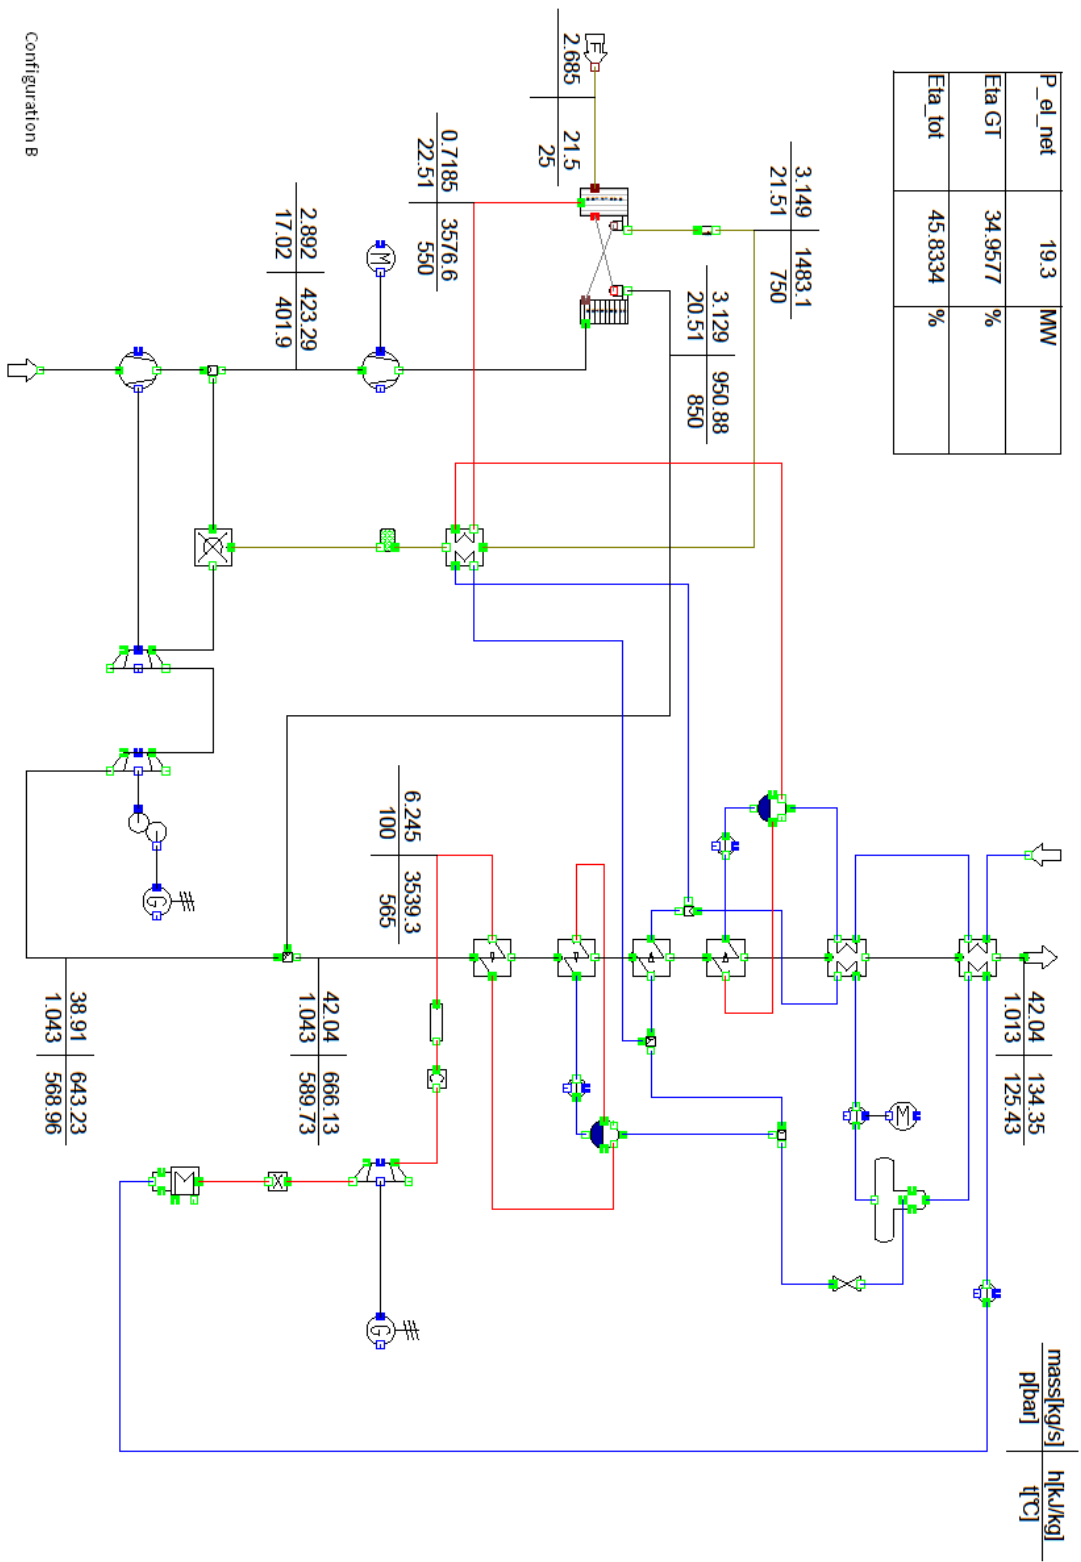 P_el_net 19.3 MW
Eta GT 34.9577 %
Eta_tot 45.8334 %
mass[kg/s] h[kJ/kg]
p[bar] t[°C]
F
2.685 21.5
25
3.149 1483.1
21.51 750
0.7185 3576.6
22.51 550
3.129 950.88
20.51 850
2.892 423.29
17.02 401.9
M
6.245 3539.3
100 565
42.04 134.35
1.013 125.43
M
C
G
G
42.04 666.13
1.043 589.73
38.91 643.23
1.043 568.96
Configuration B